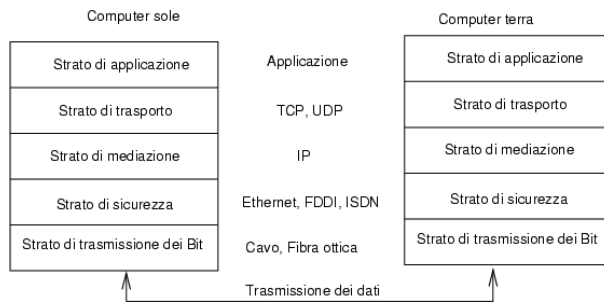 Computer sole
Computer terra
Strato di applicazione
Applicazione
Strato di applicazione
Strato di trasporto
TCP, UDP
Strato di trasporto
Strato di mediazione
IP
Strato di mediazione
Strato di sicurezza
Ethernet, FDDI, ISDN
Strato di sicurezza
Strato di trasmissione dei Bit
Cavo, Fibra ottica
Strato di trasmissione dei Bit
Trasmissione dei dati